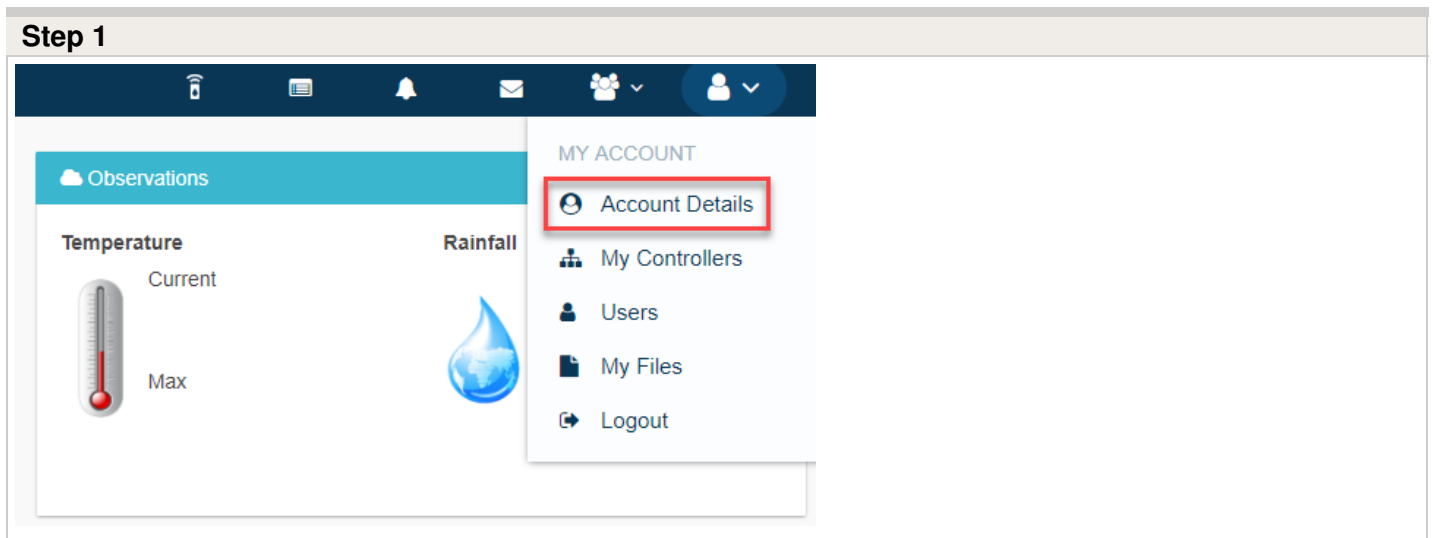 Step 1
MY ACCOUNT
Observations
Account Details
Temperature
Rainfall
Current
My Controllers
Users
My Files
Max
Logout